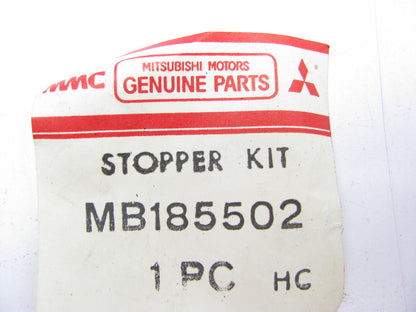 MMC
MITSUBISHI MOTORS
GENUINE PARTS
STOPPER KIT
MB185502
1 PC HC